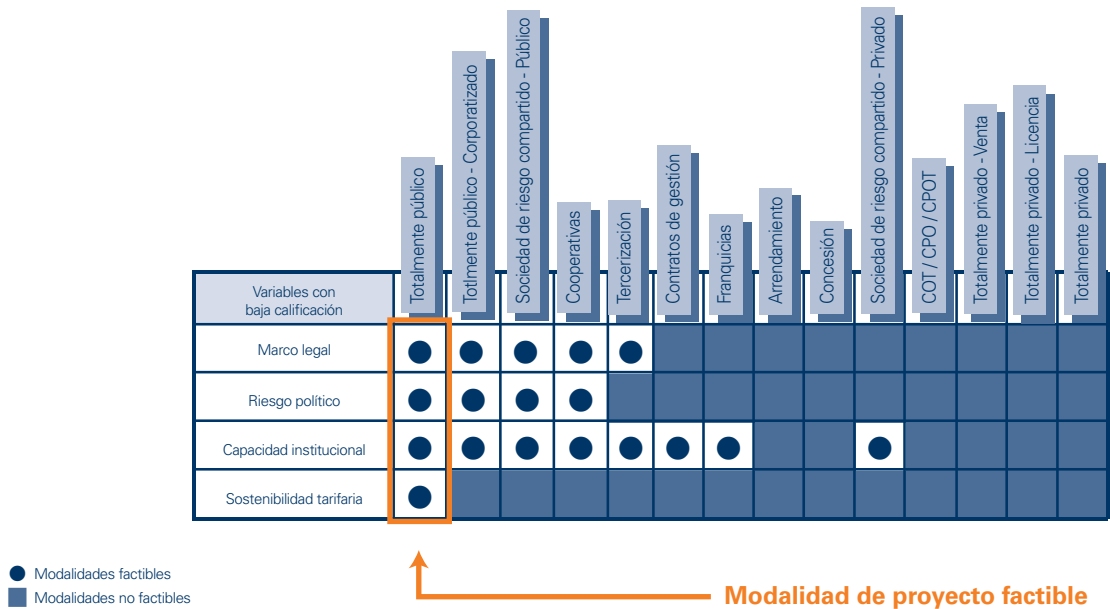 Totalmente público
Totlmente público - Corporatizado
Sociedad de riesgo compartido - Público
Cooperativas
Tercerización
Contratos de gestión
Franquicias
Arrendamiento
Concesión
Sociedad de riesgo compartido - Privado
COT / CPO / CPOT
Totalmente privado - Venta
Totalmente privado - Licencia
Totalmente privado
Variables con
baja calificación
Marco legal
Riesgo político
Capacidad institucional
Sostenibilidad tarifaria
Modalidades factibles
Modalidades no factibles
Modalidad de proyecto factible